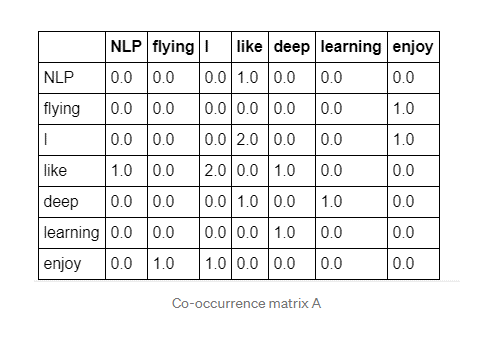 NLP flying I like deep learning enjoy
NLP 0.0 0.0 0.0 1.0 0.0 0.0 0.0
flying 0.0 0.0 0.0 0.0 0.0 0.0 1.0
I 0.0 0.0 0.0 2.0 0.0 0.0 1.0
like 1.0 0.0 2.0 0.0 1.0 0.0 0.0
deep 0.0 0.0 0.0 1.0 0.0 1.0 0.0
learning 0.0 0.0 0.0 0.0 1.0 0.0 0.0
enjoy 0.0 1.0 1.0 0.0 0.0 0.0 0.0
Co-occurrence matrix A